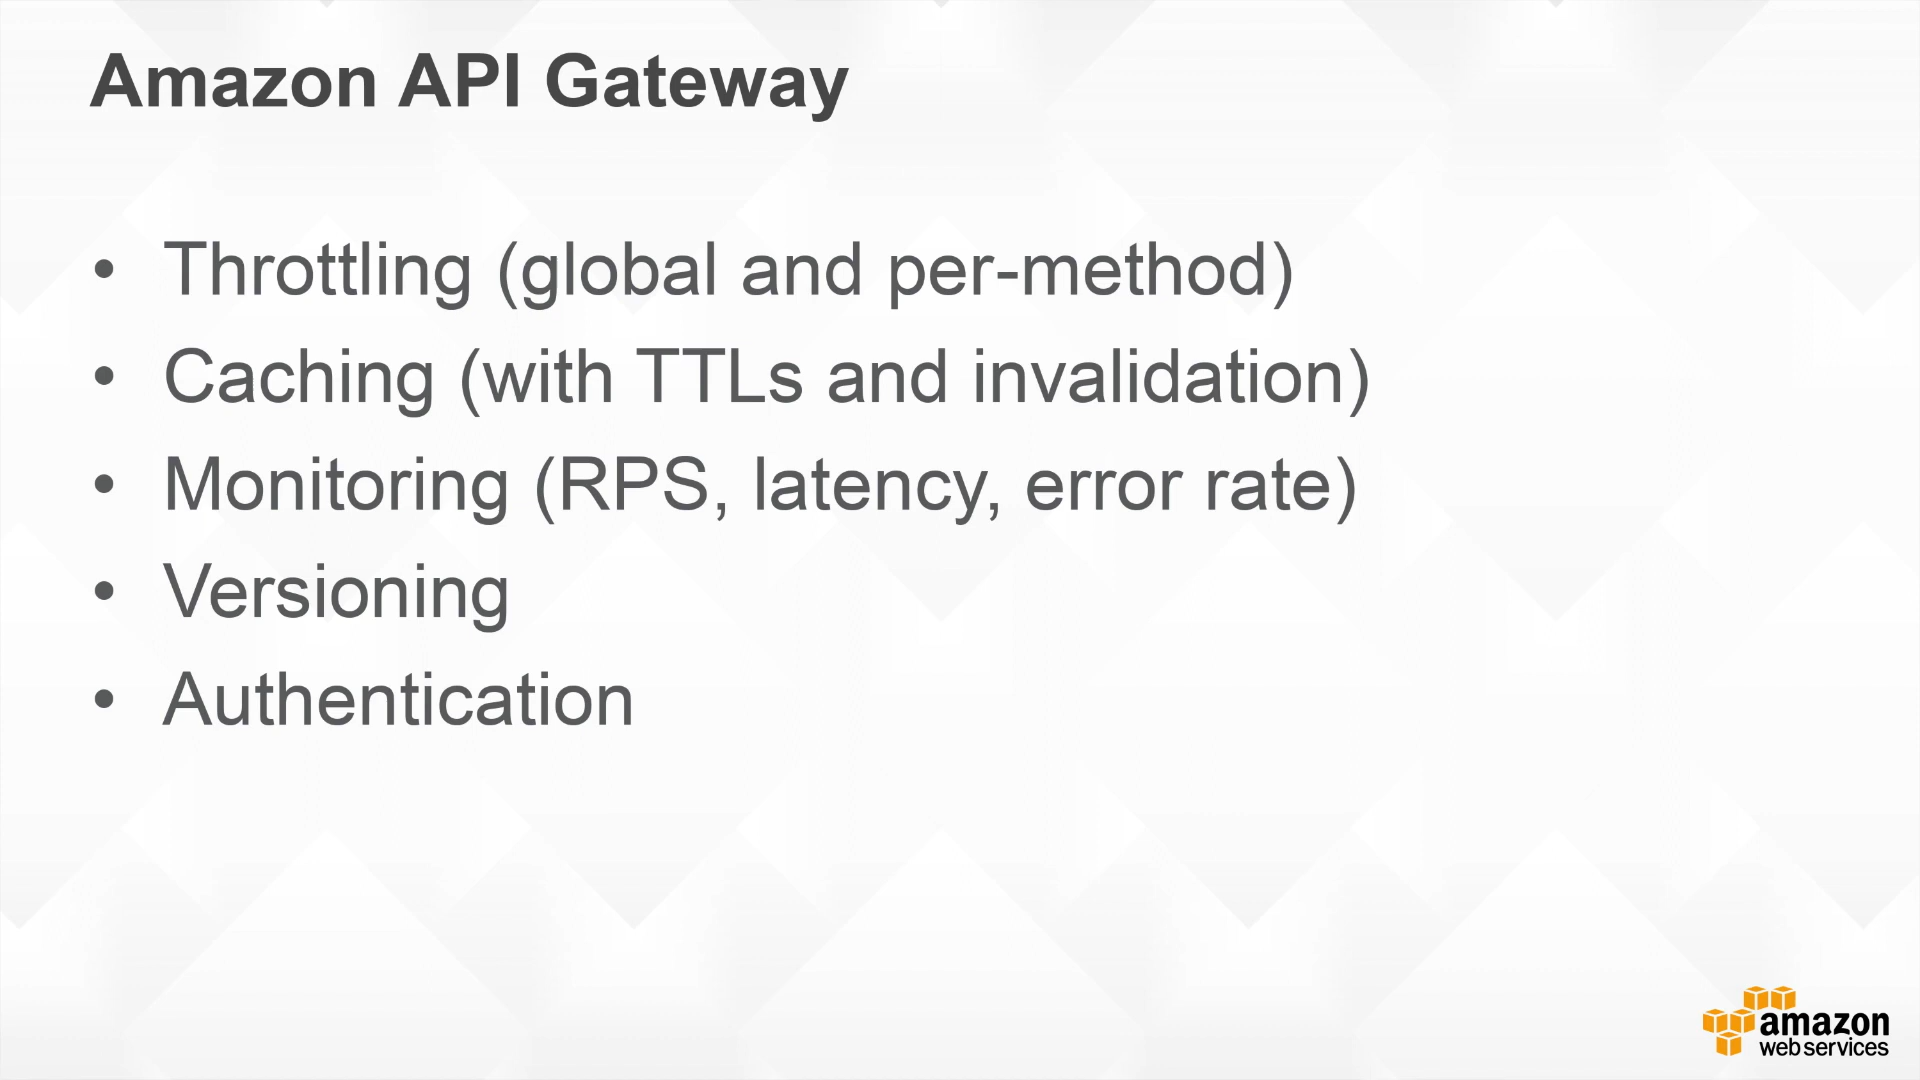 Amazon API Gateway
• Throttling (global and per-method)
• Caching (with TTLs and invalidation)
• Monitoring (RPS, latency, error rate)
• Versioning
• Authentication
amazon
web services